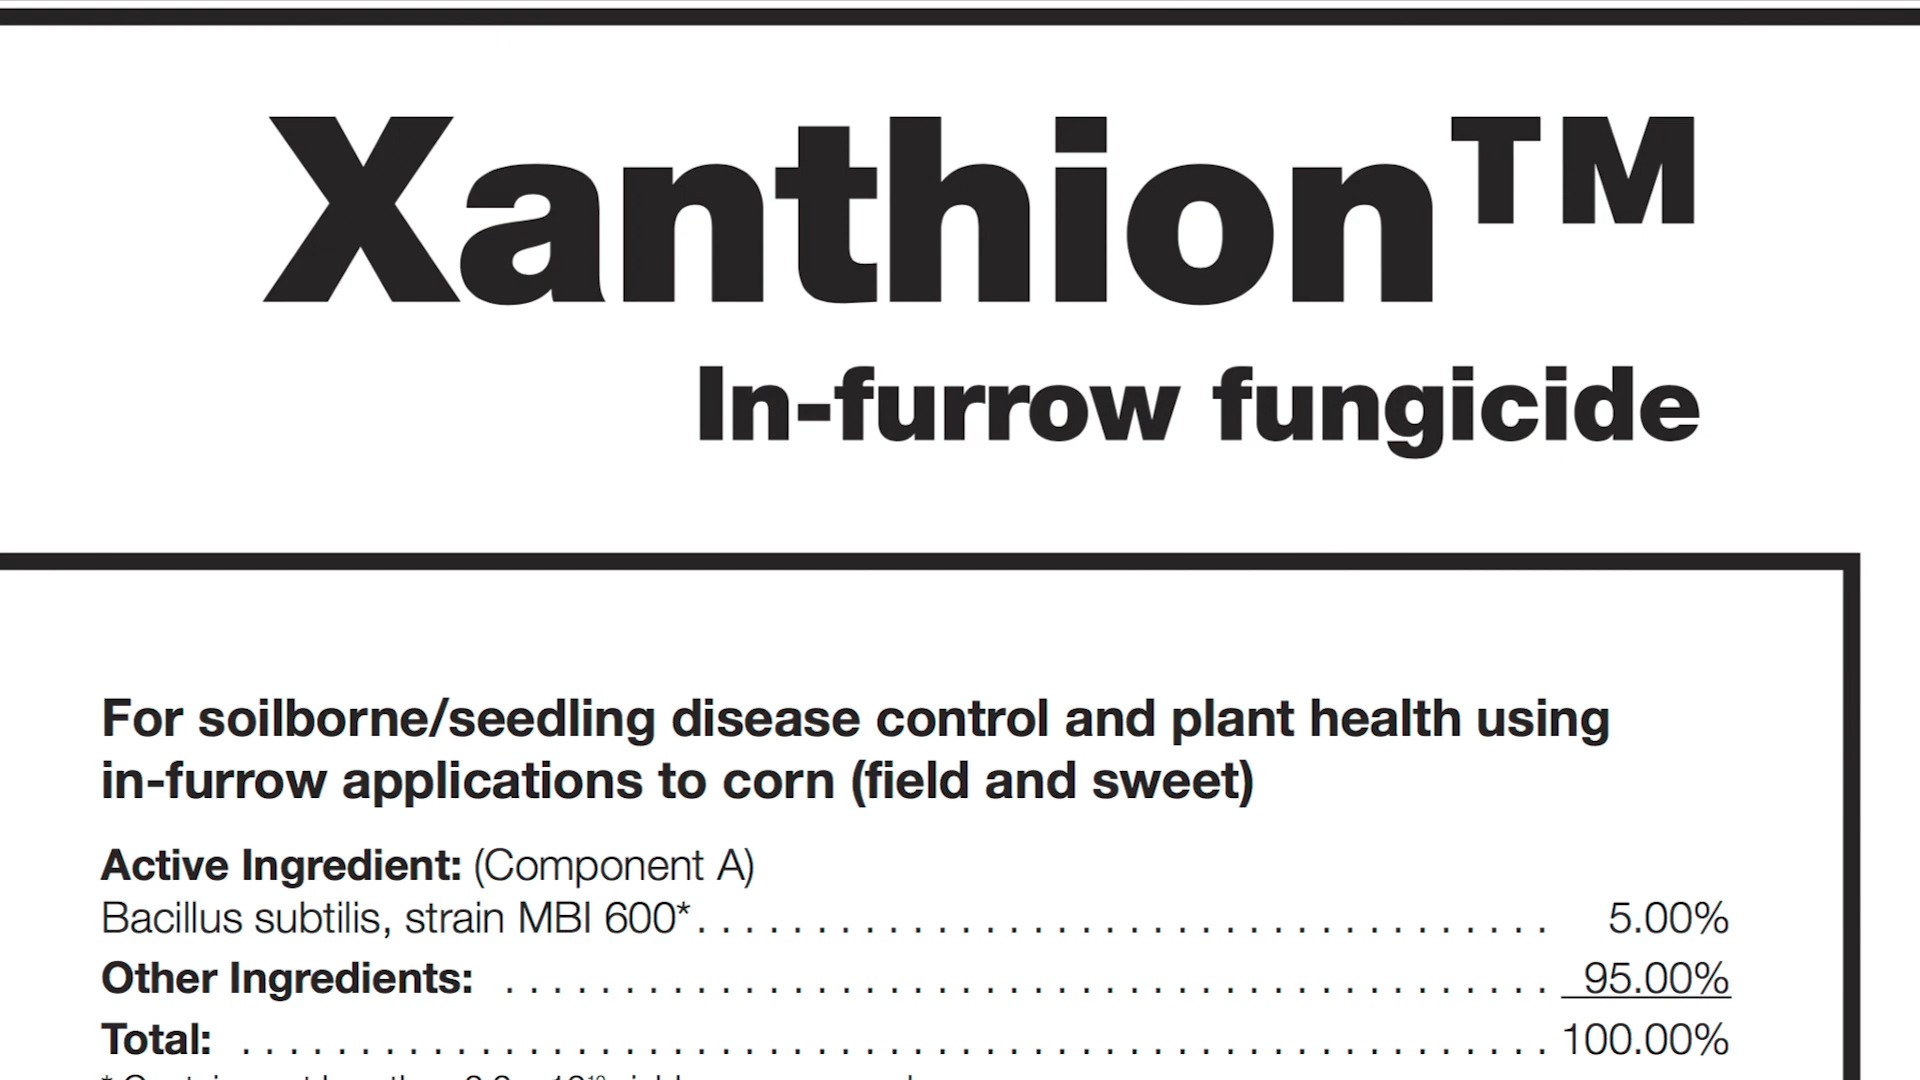 Xanthion™
In-furrow fungicide
For soilborne/seedling disease control and plant health using
in-furrow applications to corn (field and sweet)
Active Ingredient: (Component A)
Bacillus subtilis, strain MBI 600* . . . . . . . . . . . . . . . . . . . . . . . . . . . . . . . . . . . . 5.00%
Other Ingredients: . . . . . . . . . . . . . . . . . . . . . . . . . . . . . . . . . . . . . . . . . . . . 95.00%
Total: . . . . . . . . . . . . . . . . . . . . . . . . . . . . . . . . . . . . . . . . . . . . . . . . . . . . . . . 100.00%